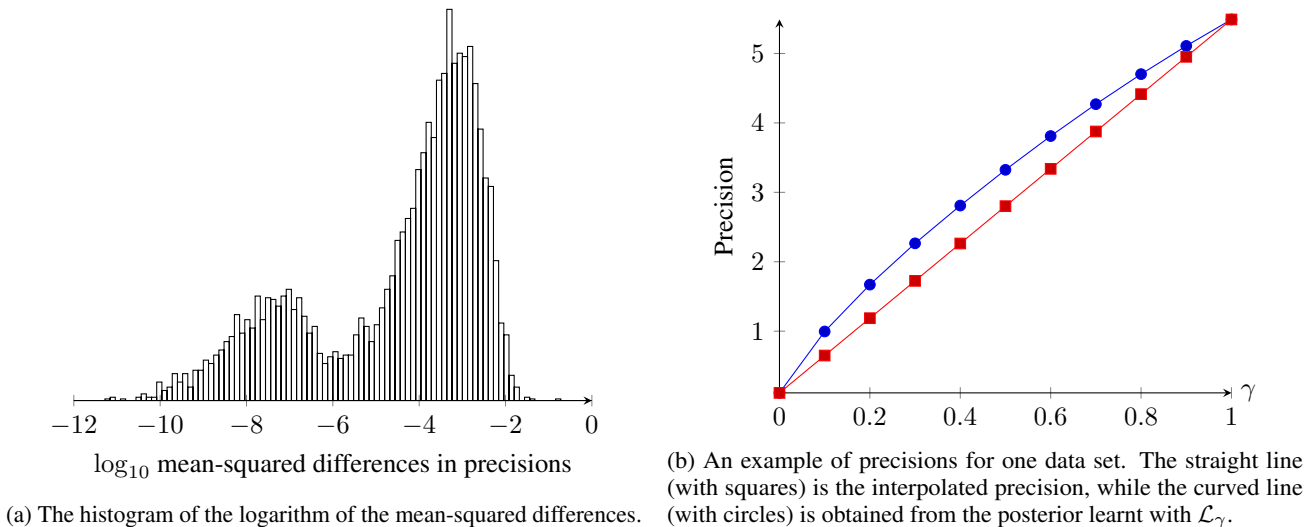 −12 −10 −8 −6 −4 −2 0
log₁₀ mean-squared differences in precisions
(a) The histogram of the logarithm of the mean-squared differences.
5
4
3
2
1
Precision
0 0.2 0.4 0.6 0.8 1
γ
(b) An example of precisions for one data set. The straight line
(with squares) is the interpolated precision, while the curved line
(with circles) is obtained from the posterior learnt with ℒ_γ.